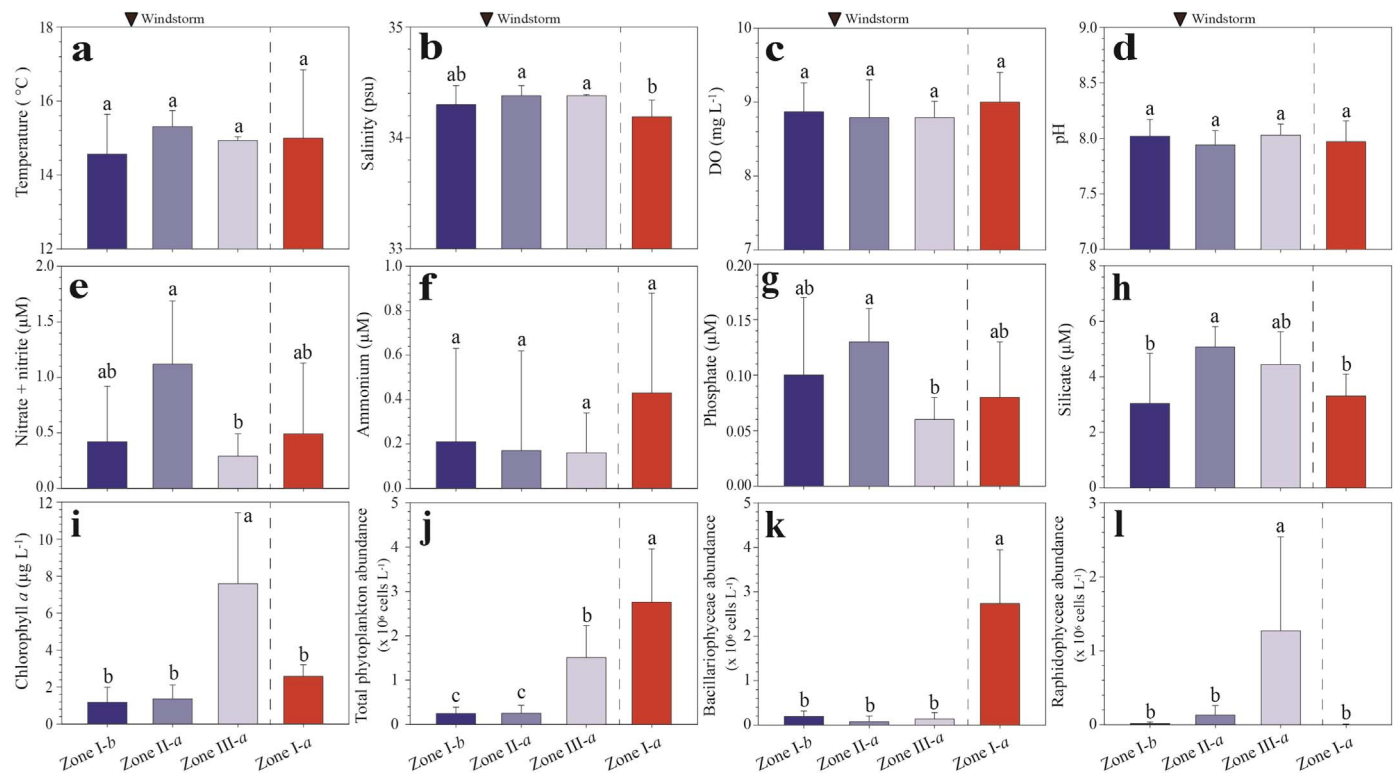 Windstorm
Windstorm
Windstorm
Windstorm
a
Temperature ( °C )
18
16
14
12
a
a
a
a
b
Salinity (psu)
35
34
33
ab
a
a
b
c
DO (mg L⁻¹)
10
9
8
7
a
a
a
a
d
pH
10.0
9.0
8.0
7.0
a
a
a
a
e
Nitrate + nitrite (µM)
2.0
1.5
1.0
0.5
0.0
ab
a
b
ab
f
Ammonium (µM)
1.0
0.8
0.6
0.4
0.2
0.0
a
a
a
a
g
Phosphate (µM)
0.20
0.15
0.10
0.05
0.00
ab
a
b
ab
h
Silicate (µM)
8
6
4
2
0
b
a
ab
b
i
Chlorophyll a (µg L⁻¹)
12
10
8
6
4
2
0
b
b
a
b
Zone I-b
Zone II-a
Zone III-a
Zone I-a
j
Total phytoplankton abundance
(x 10⁶ cells L⁻¹)
5
4
3
2
1
0
c
c
b
a
Zone I-b
Zone II-a
Zone III-a
Zone I-a
k
Bacillariophyceae abundance
(x 10⁶ cells L⁻¹)
5
4
3
2
1
0
b
b
b
a
Zone I-b
Zone II-a
Zone III-a
Zone I-a
l
Raphidophyceae abundance
(x 10⁶ cells L⁻¹)
3
2
1
0
b
b
a
b
Zone I-b
Zone II-a
Zone III-a
Zone I-a